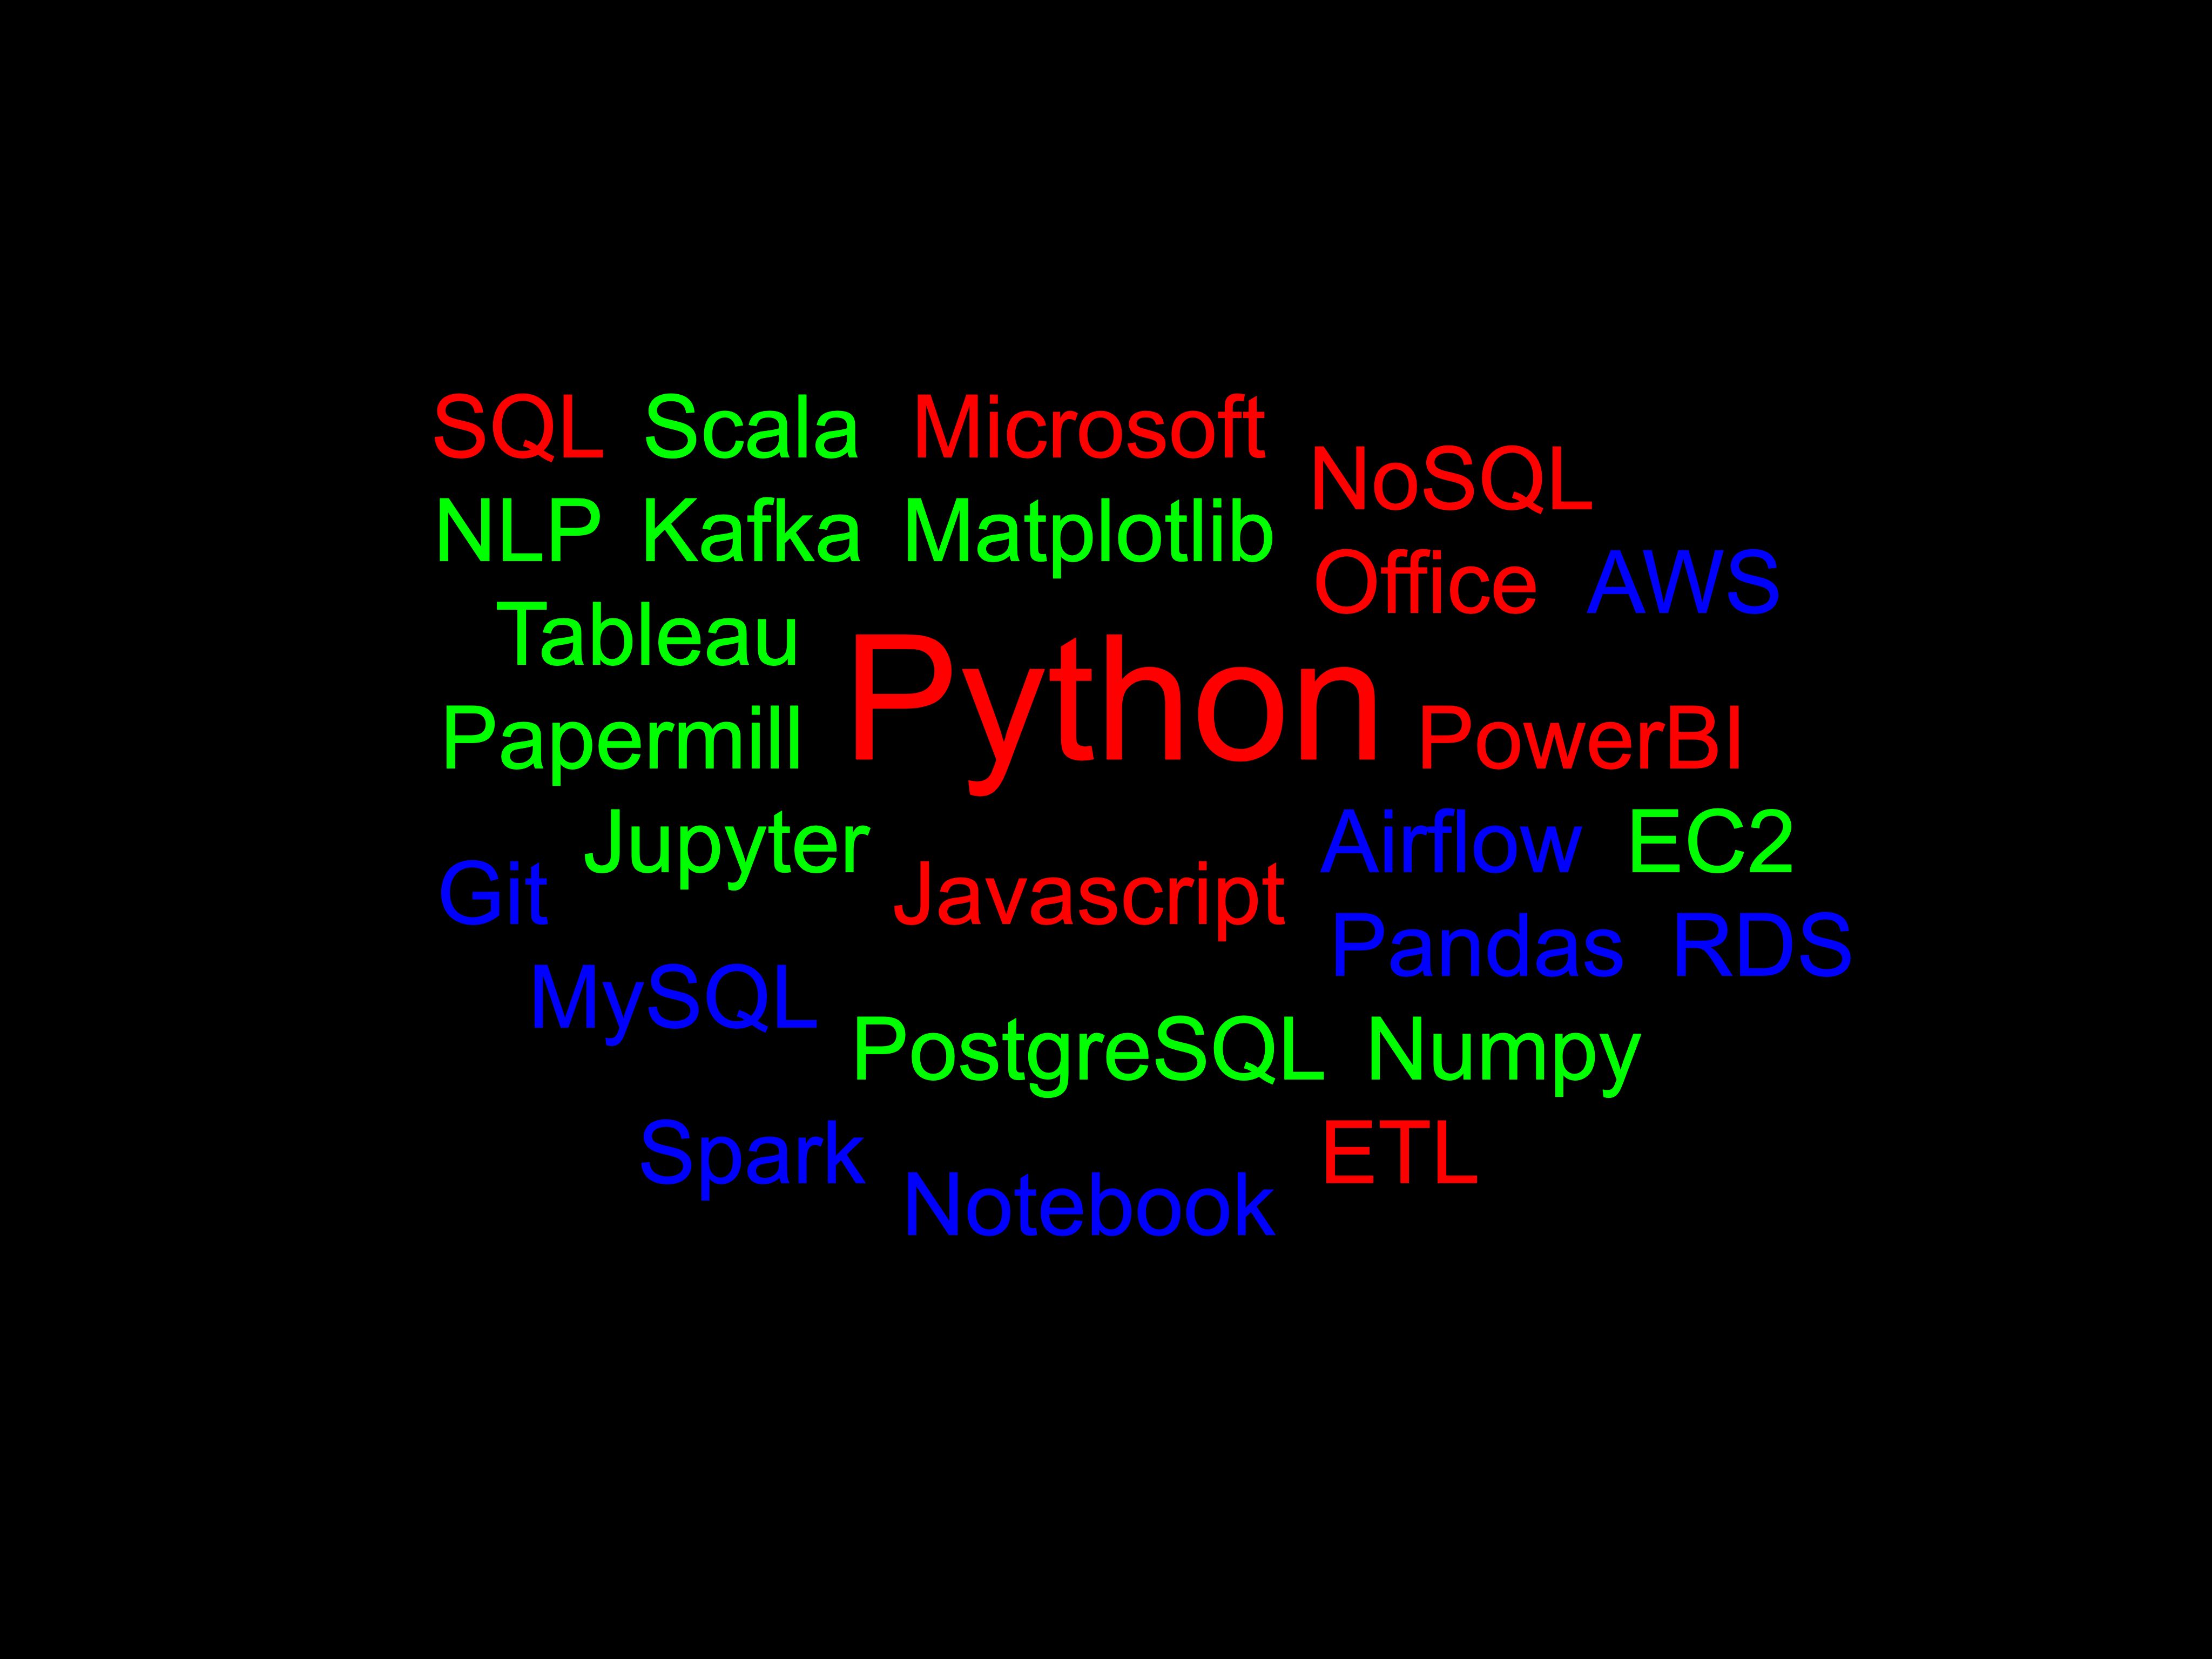 SQL Scala Microsoft
NoSQL
NLP Kafka Matplotlib
Office AWS
Tableau
Python
Papermill
PowerBI
Jupyter
Airflow EC2
Git
Javascript
Pandas RDS
MySQL
PostgreSQL Numpy
Spark
ETL
Notebook